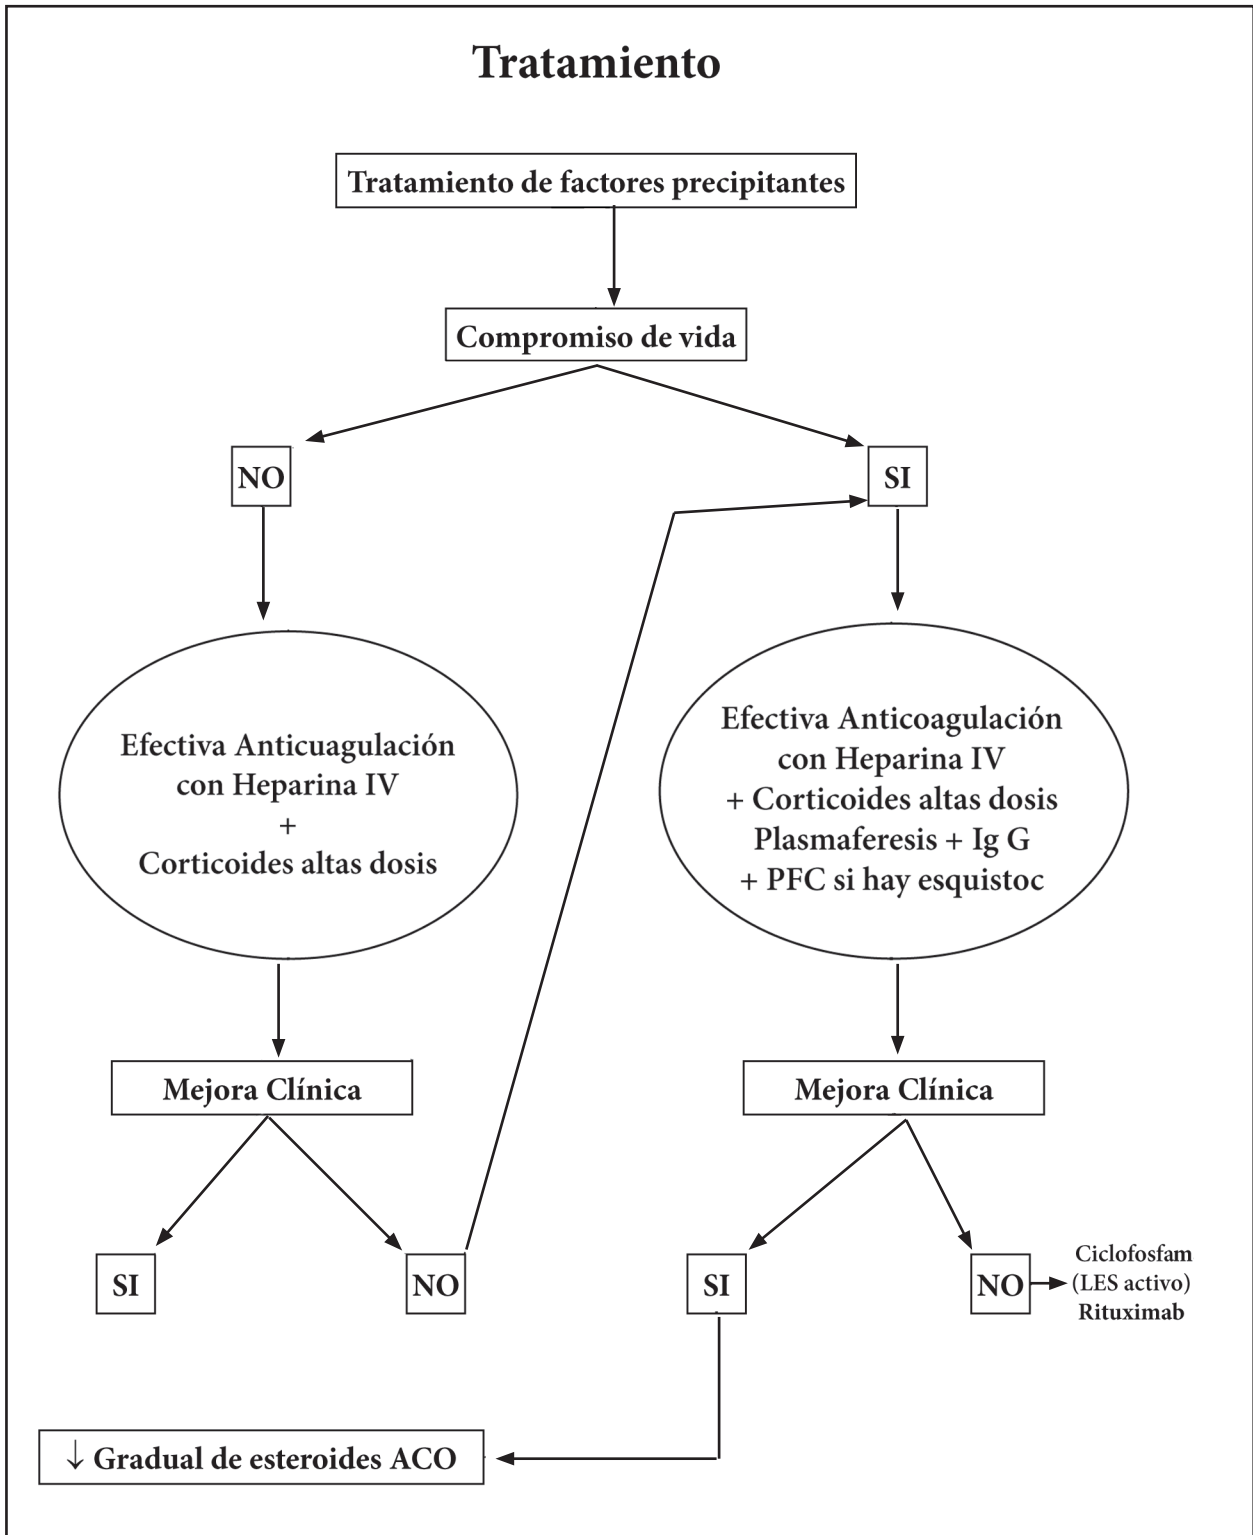 Tratamiento
Tratamiento de factores precipitantes
Compromiso de vida
NO
SI
Efectiva Anticuagulación
con Heparina IV
+
Corticoides altas dosis
Efectiva Anticoagulación
con Heparina IV
+ Corticoides altas dosis
Plasmaferesis + Ig G
+ PFC si hay esquistoc
Mejora Clínica
Mejora Clínica
SI
NO
SI
NO
Ciclofosfam
(LES activo)
Rituximab
↓ Gradual de esteroides ACO